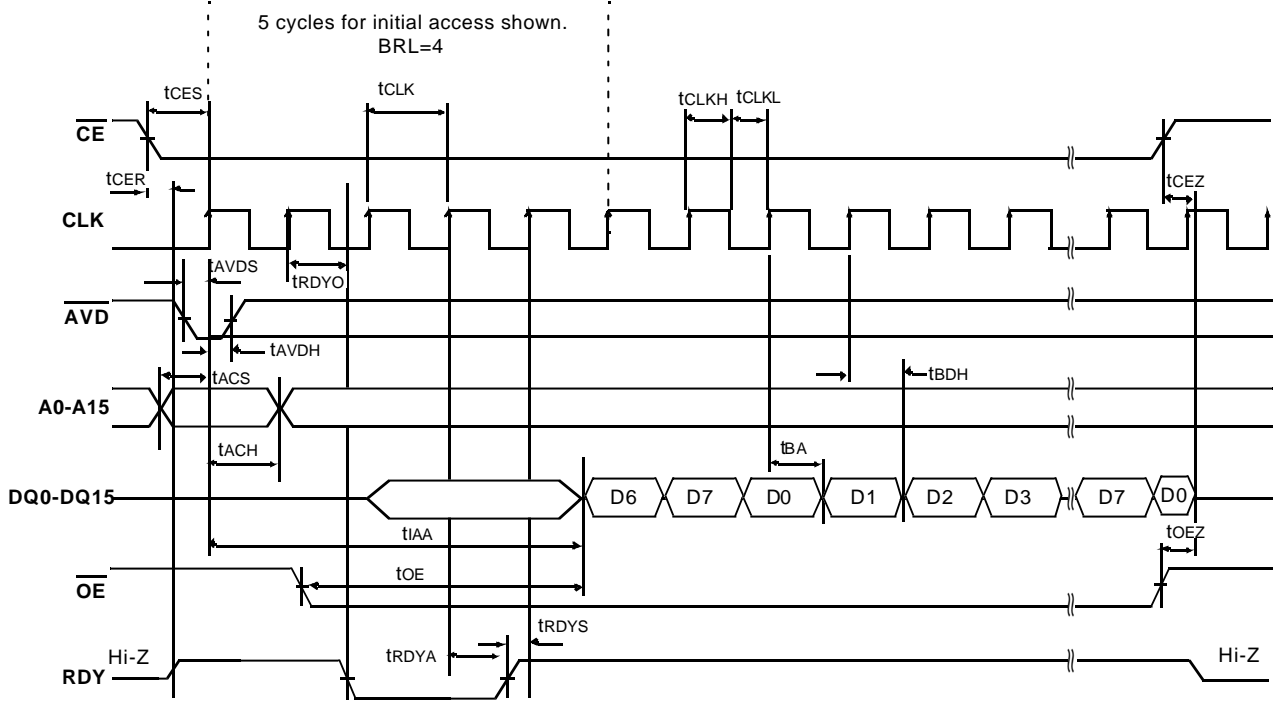 5 cycles for initial access shown.
BRL=4
tCES
tCLK
tCLKH
tCLKL
CE
tCER
tCEZ
CLK
tAVDS
tRDYO
AVD
tAVDH
tACS
tBDH
A0-A15
tACH
tBA
DQ0-DQ15
D6
D7
D0
D1
D2
D3
D7
D0
tIAA
tOEZ
tOE
OE
tRDYS
tRDYA
Hi-Z
Hi-Z
RDY